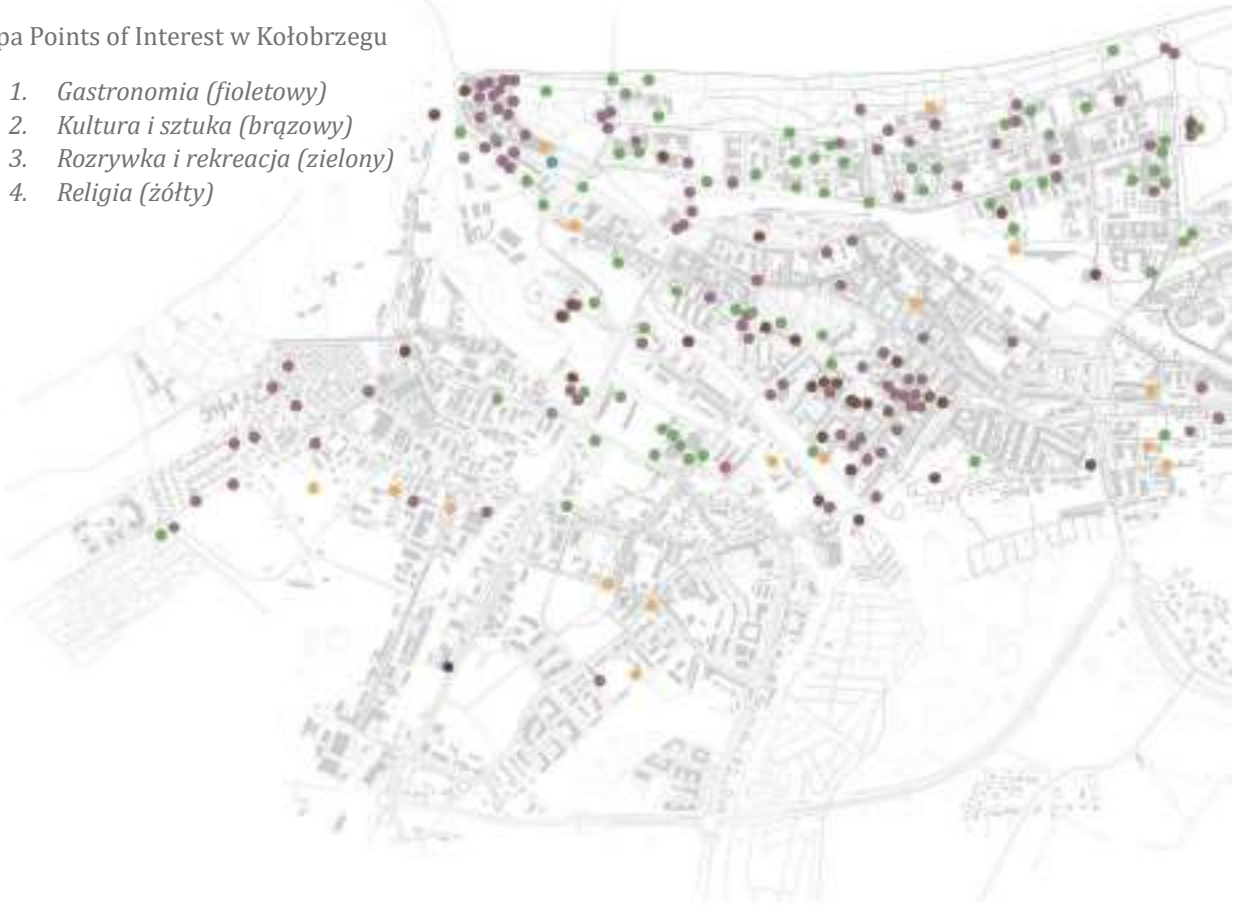 pa Points of Interest w Kołobrzegu
1. Gastronomia (fioletowy)
2. Kultura i sztuka (brązowy)
3. Rozrywka i rekreacja (zielony)
4. Religia (żółty)